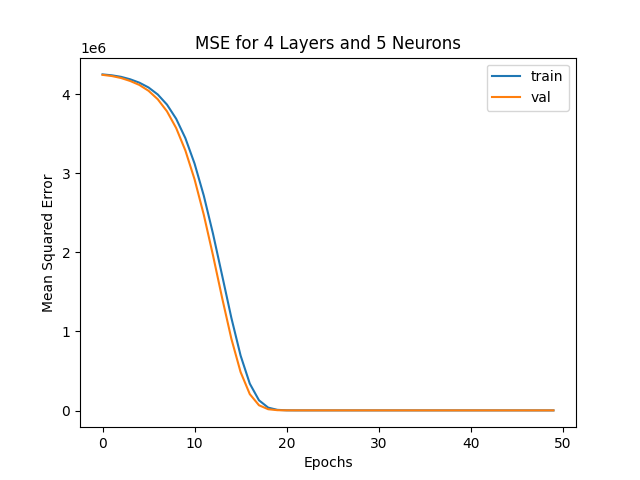 MSE for 4 Layers and 5 Neurons
1e6
train
val
4
3
2
1
0
Mean Squared Error
0 10 20 30 40 50
Epochs